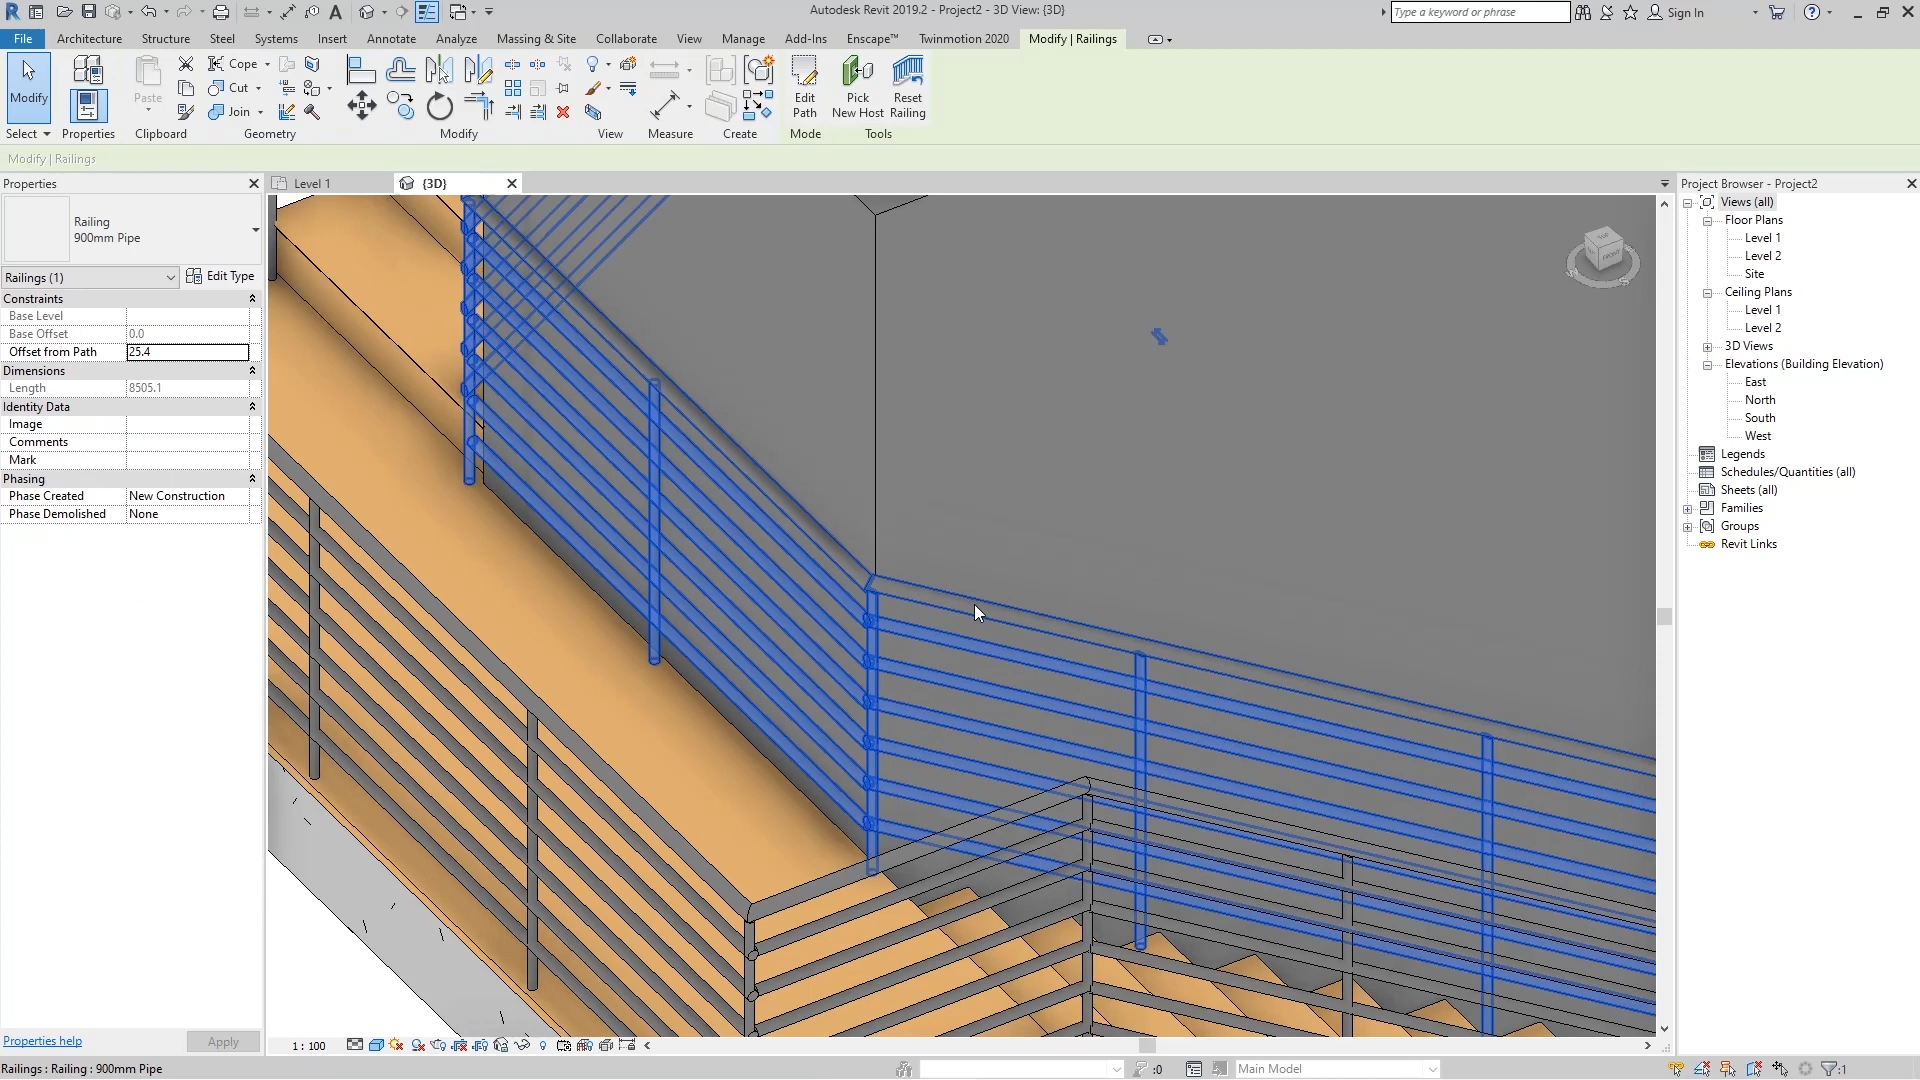 Autodesk Revit 2019.2 - Project2 - 3D View: {3D}
Type a keyword or phrase
Sign In
File Architecture Structure Steel Systems Insert Annotate Analyze Massing & Site Collaborate View Manage Add-Ins Enscape™ Twinmotion 2020 Modify | Railings
Modify
Paste
Cope
Cut
Join
Edit Path
Pick New Host
Reset Railing
Select Properties Clipboard Geometry Modify View Measure Create Mode Tools
Modify | Railings
Properties
Level 1
{3D}
Project Browser - Project2
Railing
900mm Pipe
Railings (1)
Edit Type
Constraints
Base Level
Base Offset 0.0
Offset from Path 25.4
Dimensions
Length 8505.1
Identity Data
Image
Comments
Mark
Phasing
Phase Created New Construction
Phase Demolished None
Properties help
Apply
TOP
FRONT
Views (all)
Floor Plans
Level 1
Level 2
Site
Ceiling Plans
Level 1
Level 2
3D Views
Elevations (Building Elevation)
East
North
South
West
Legends
Schedules/Quantities (all)
Sheets (all)
Families
Groups
Revit Links
1 : 100
Railings : Railing : 900mm Pipe
:0
Main Model
:1